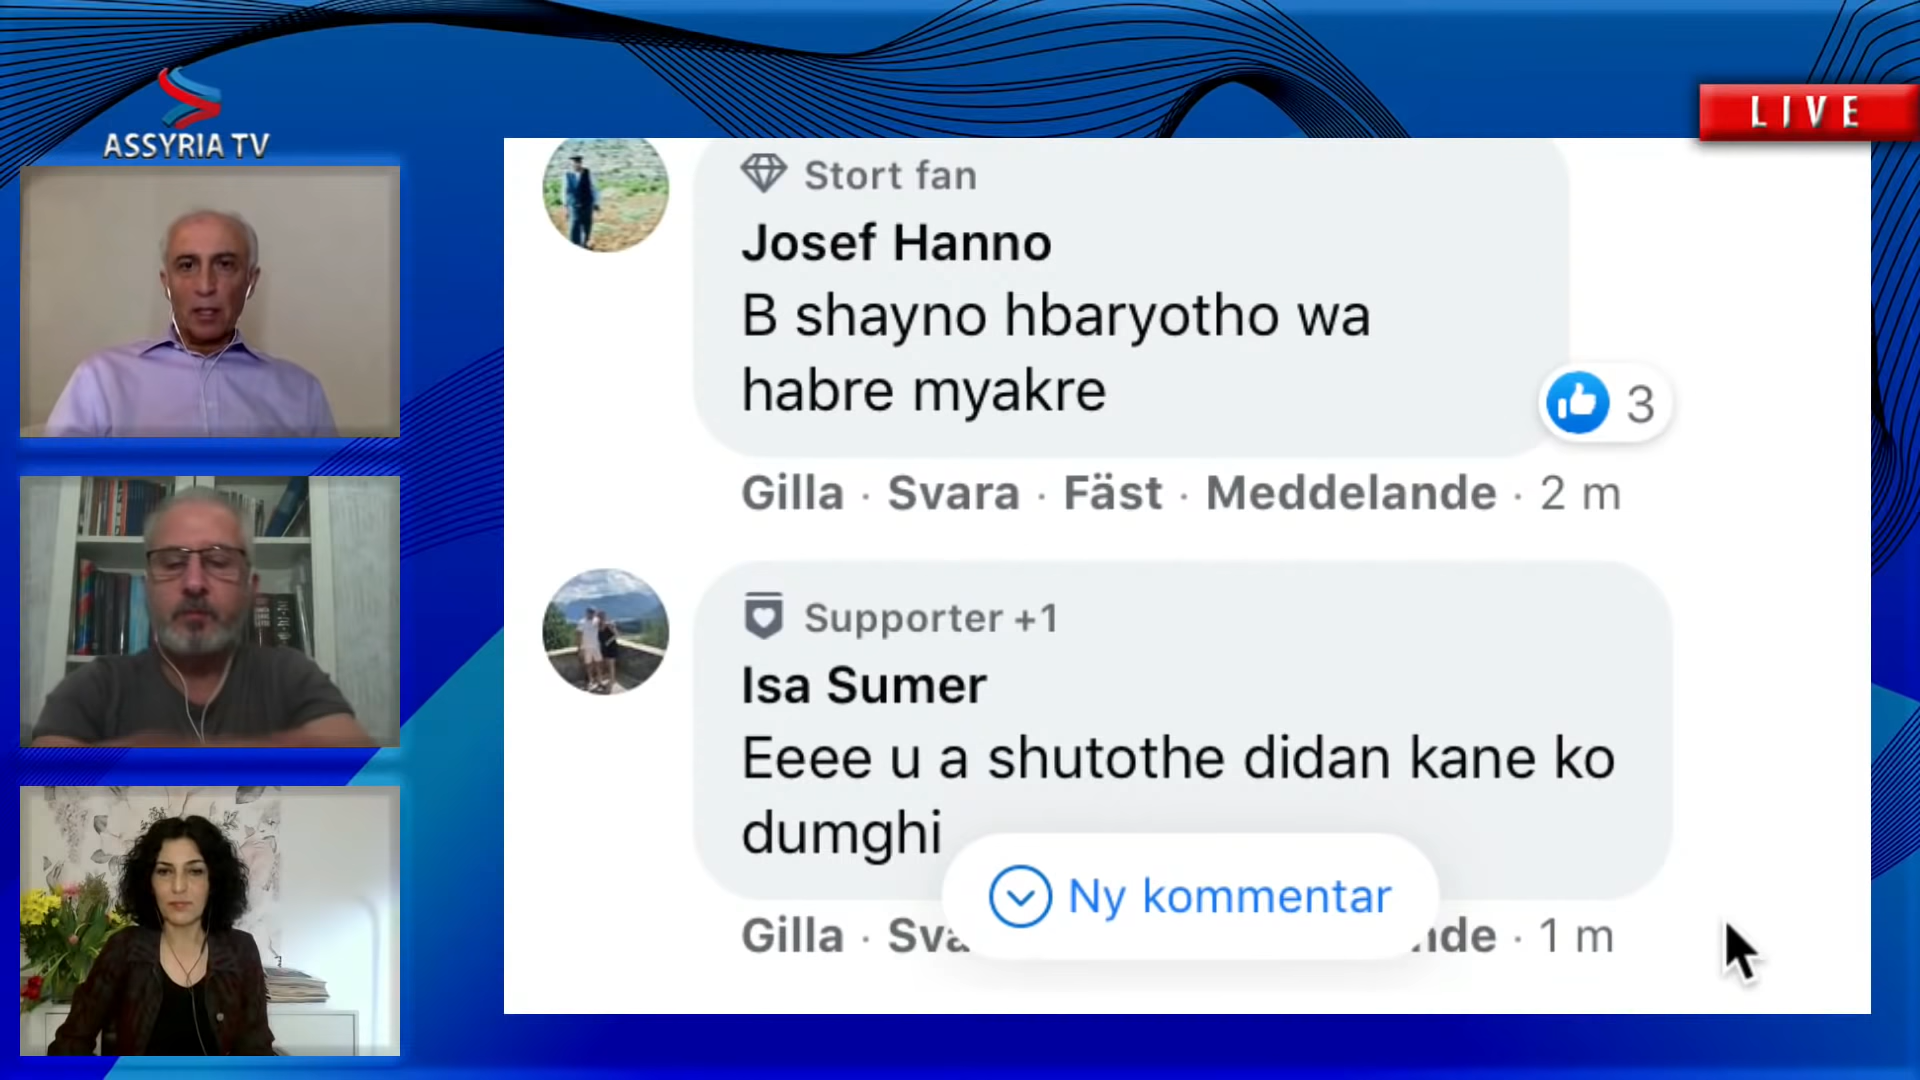 ASSYRIA TV
LIVE
Stort fan
Josef Hanno
B shayno hbaryotho wa
habre myakre
3
Gilla · Svara · Fäst · Meddelande · 2 m
Supporter +1
Isa Sumer
Eeee u a shutothe didan kane ko
dumghi
Ny kommentar
Gilla · 1 m